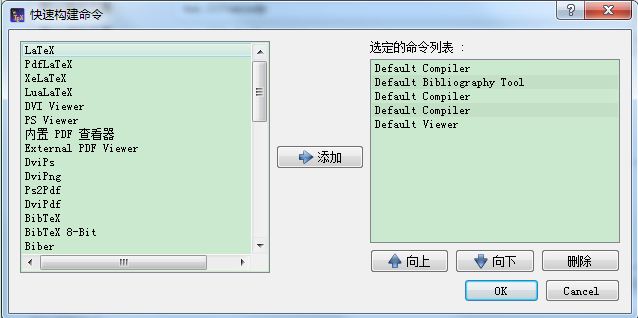 快速构建命令
LaTeX
PdfLaTeX
XeLaTeX
LuaLaTeX
DVI Viewer
PS Viewer
内置 PDF 查看器
External PDF Viewer
DviPs
DviPng
Ps2Pdf
DviPdf
BibTeX
BibTeX 8-Bit
Biber
添加
选定的命令列表 :
Default Compiler
Default Bibliography Tool
Default Compiler
Default Compiler
Default Viewer
向上 向下 删除
OK Cancel